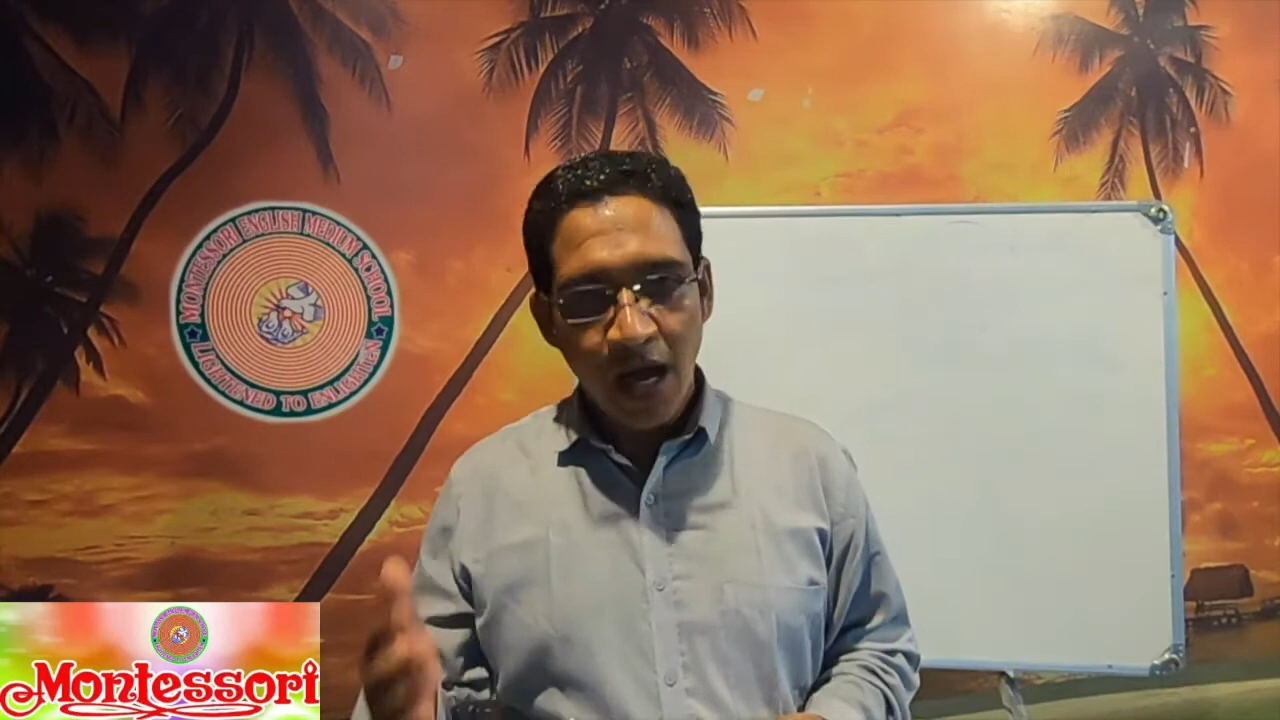 MONTESSORI ENGLISH MEDIUM SCHOOL
LIGHTENED TO ENLIGHTEN
Montessori